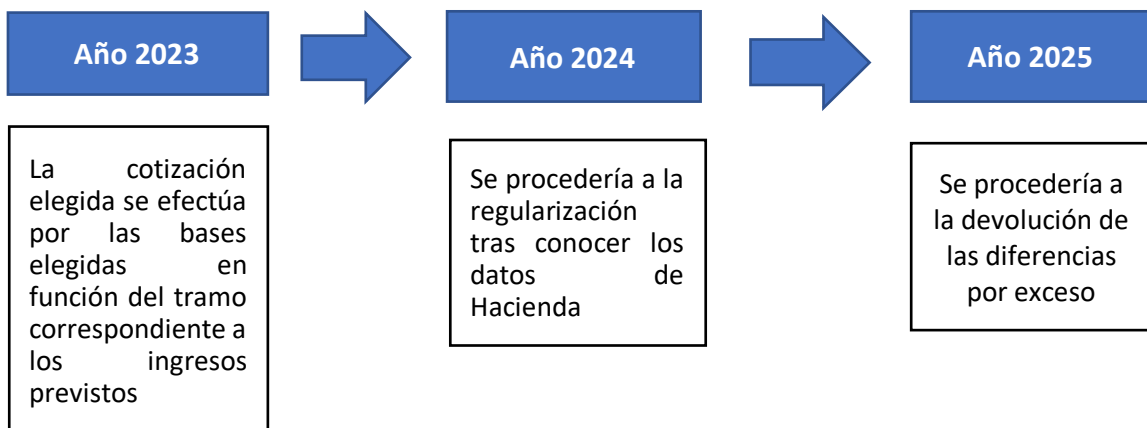 Año 2023
Año 2024
Año 2025
La cotización
elegida se efectúa
por las bases
elegidas en
función del tramo
correspondiente a
los ingresos
previstos
Se procedería a la
regularización
tras conocer los
datos de
Hacienda
Se procedería a
la devolución de
las diferencias
por exceso